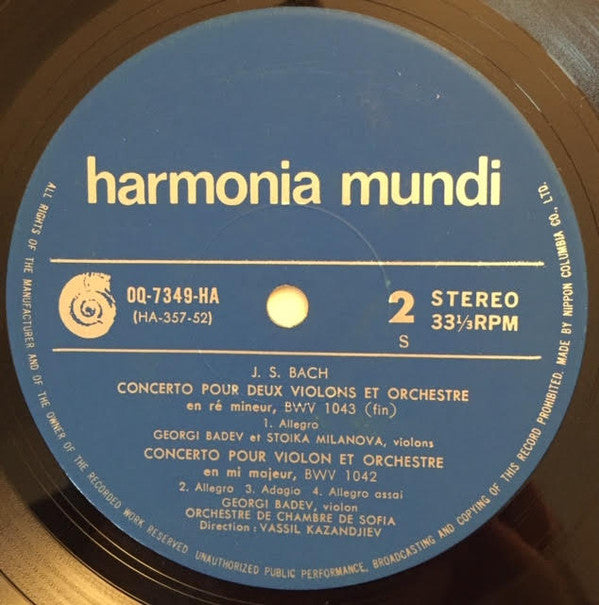 harmonia mundi
OQ-7349-HA
(HA-357-52)
2
S
STEREO
33⅓RPM
J. S. BACH
CONCERTO POUR DEUX VIOLONS ET ORCHESTRE
en ré mineur, BWV 1043 (fin)
1. Allegro
GEORGI BADEV et STOIKA MILANOVA, violons
CONCERTO POUR VIOLON ET ORCHESTRE
en mi majeur, BWV 1042
2. Allegro 3. Adagio 4. Allegro assai
GEORGI BADEV, violon
ORCHESTRE DE CHAMBRE DE SOFIA
Direction : VASSIL KAZANDJIEV
ALL RIGHTS OF THE MANUFACTURER AND OF THE OWNER OF THE RECORDED WORK RESERVED UNAUTHORIZED PUBLIC PERFORMANCE, BROADCASTING AND COPYING OF THIS RECORD PROHIBITED. MADE BY NIPPON COLUMBIA CO., LTD.